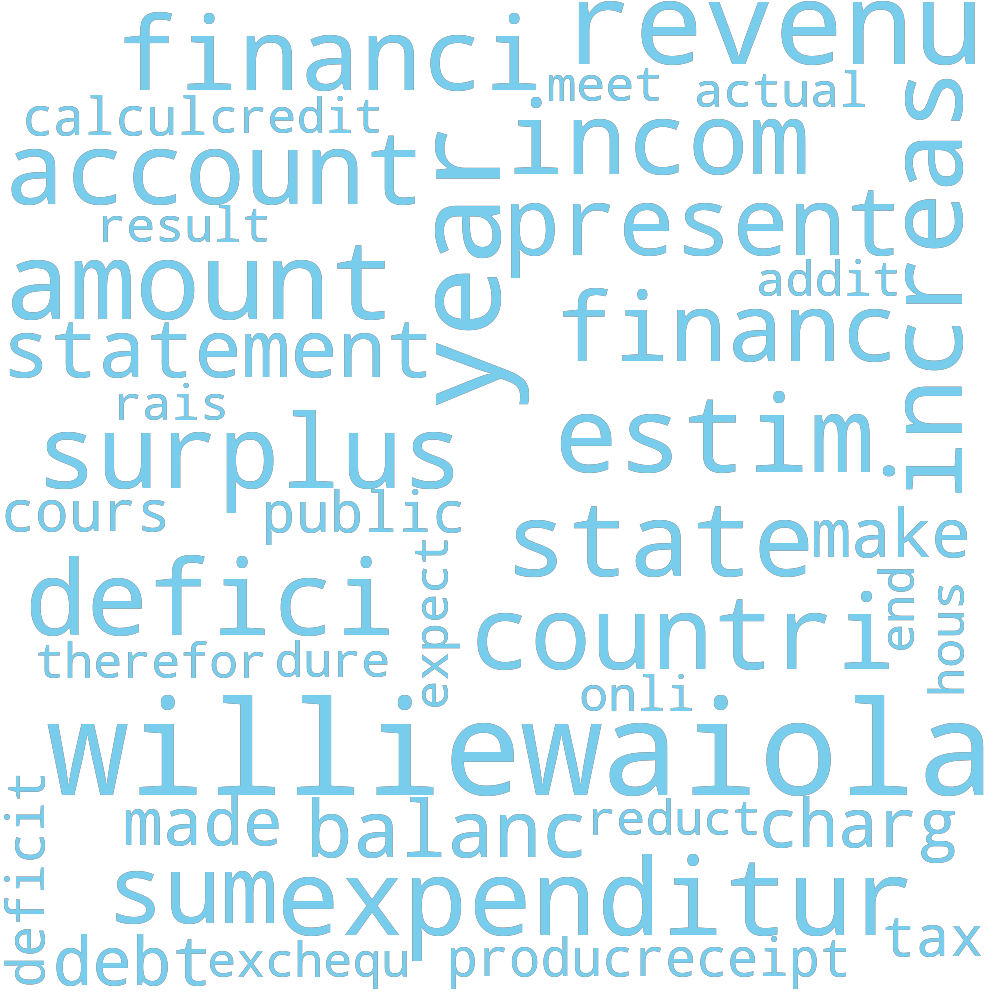 financi
revenu
meet
actual
calcul
credit
incom
increas
account
year
present
result
amount
addit
financ
statement
rais
surplus
estim
cours
public
state
make
defici
expect
end
hous
countri
therefor
dure
onli
williewaiola
deficit
made
balanc
reduct
charg
sum
expenditur
tax
debt
exchequ
produc
receipt